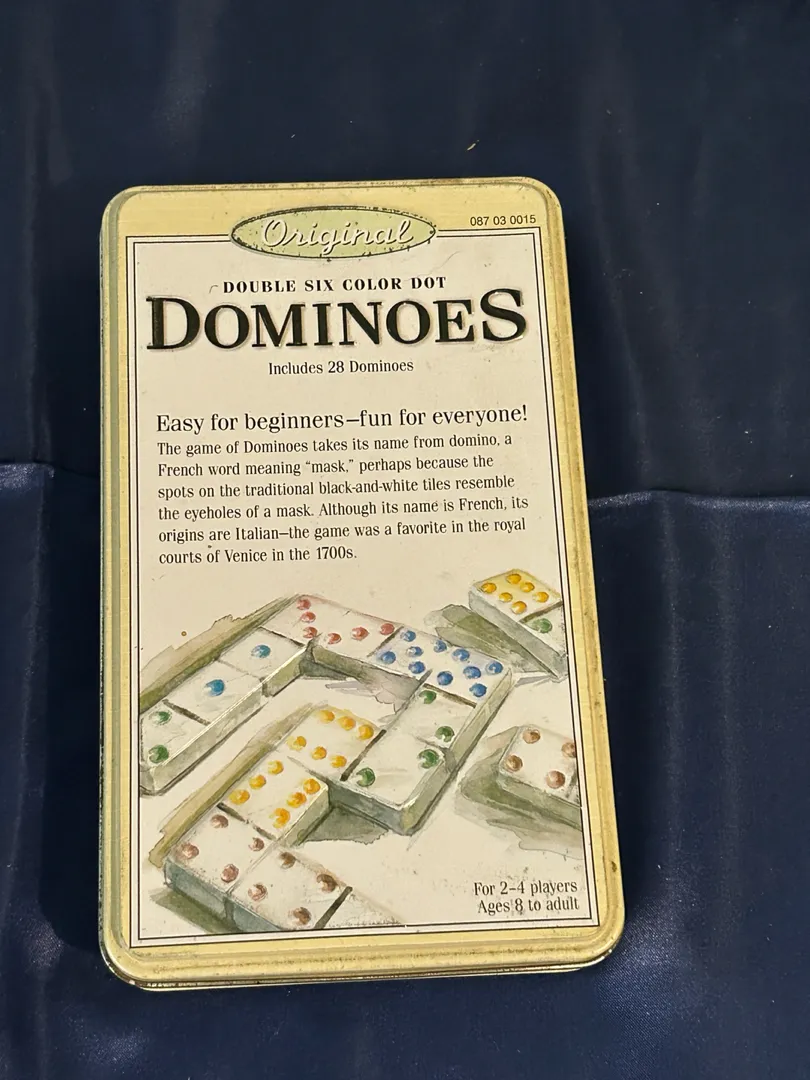 Original
087 03 0015
DOUBLE SIX COLOR DOT
DOMINOES
Includes 28 Dominoes
Easy for beginners–fun for everyone!
The game of Dominoes takes its name from domino, a
French word meaning “mask,” perhaps because the
spots on the traditional black-and-white tiles resemble
the eyeholes of a mask. Although its name is French, its
origins are Italian–the game was a favorite in the royal
courts of Venice in the 1700s.
For 2–4 players
Ages 8 to adult